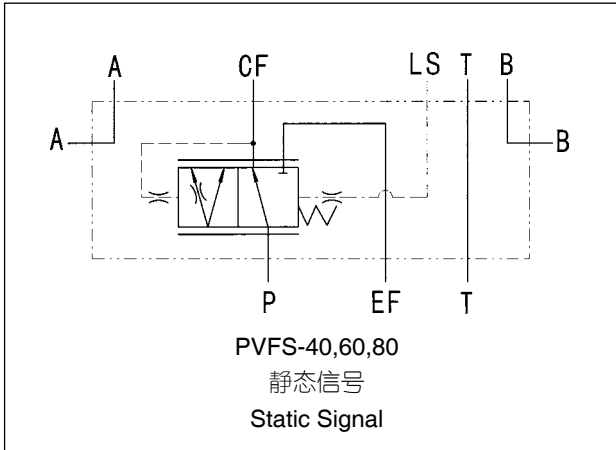 A CF LS T B
A B
P EF T
PVFS-40,60,80
静态信号
Static Signal